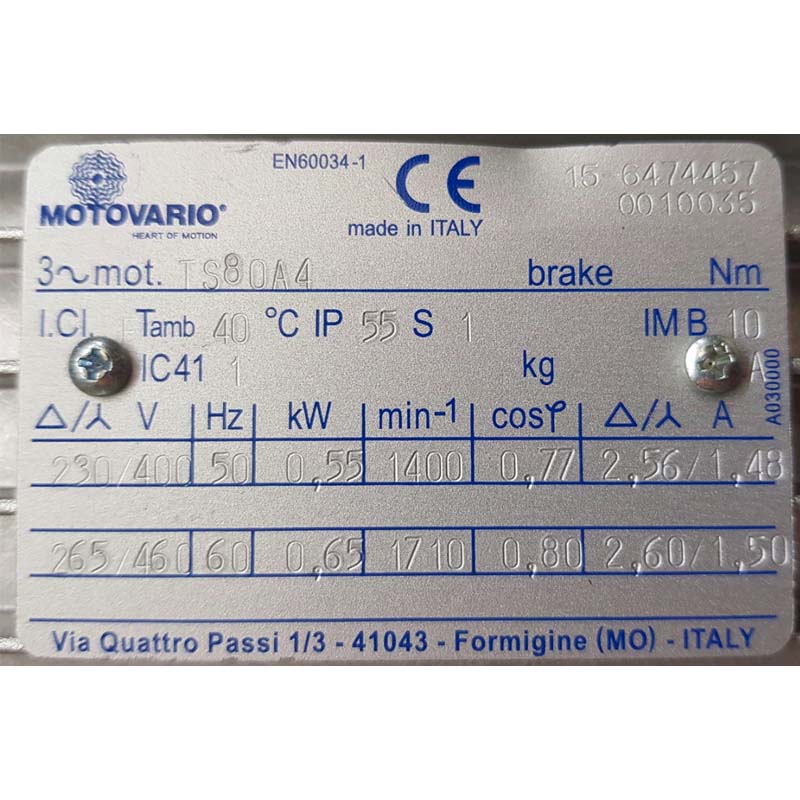 EN60034-1
CE
15 6474457
0010035
MOTOVARIO®
HEART OF MOTION
made in ITALY
3~mot. TS80A4 brake Nm
I.Cl. F Tamb 40 °C IP 55 S 1 IM B 10
IC41 1 kg A
A030000
Δ/⅄ V Hz kW min-1 cosφ Δ/⅄ A
230/400 50 0,55 1400 0,77 2,56/1,48
265/460 60 0,65 1710 0,80 2,60/1,50
Via Quattro Passi 1/3 - 41043 - Formigine (MO) - ITALY